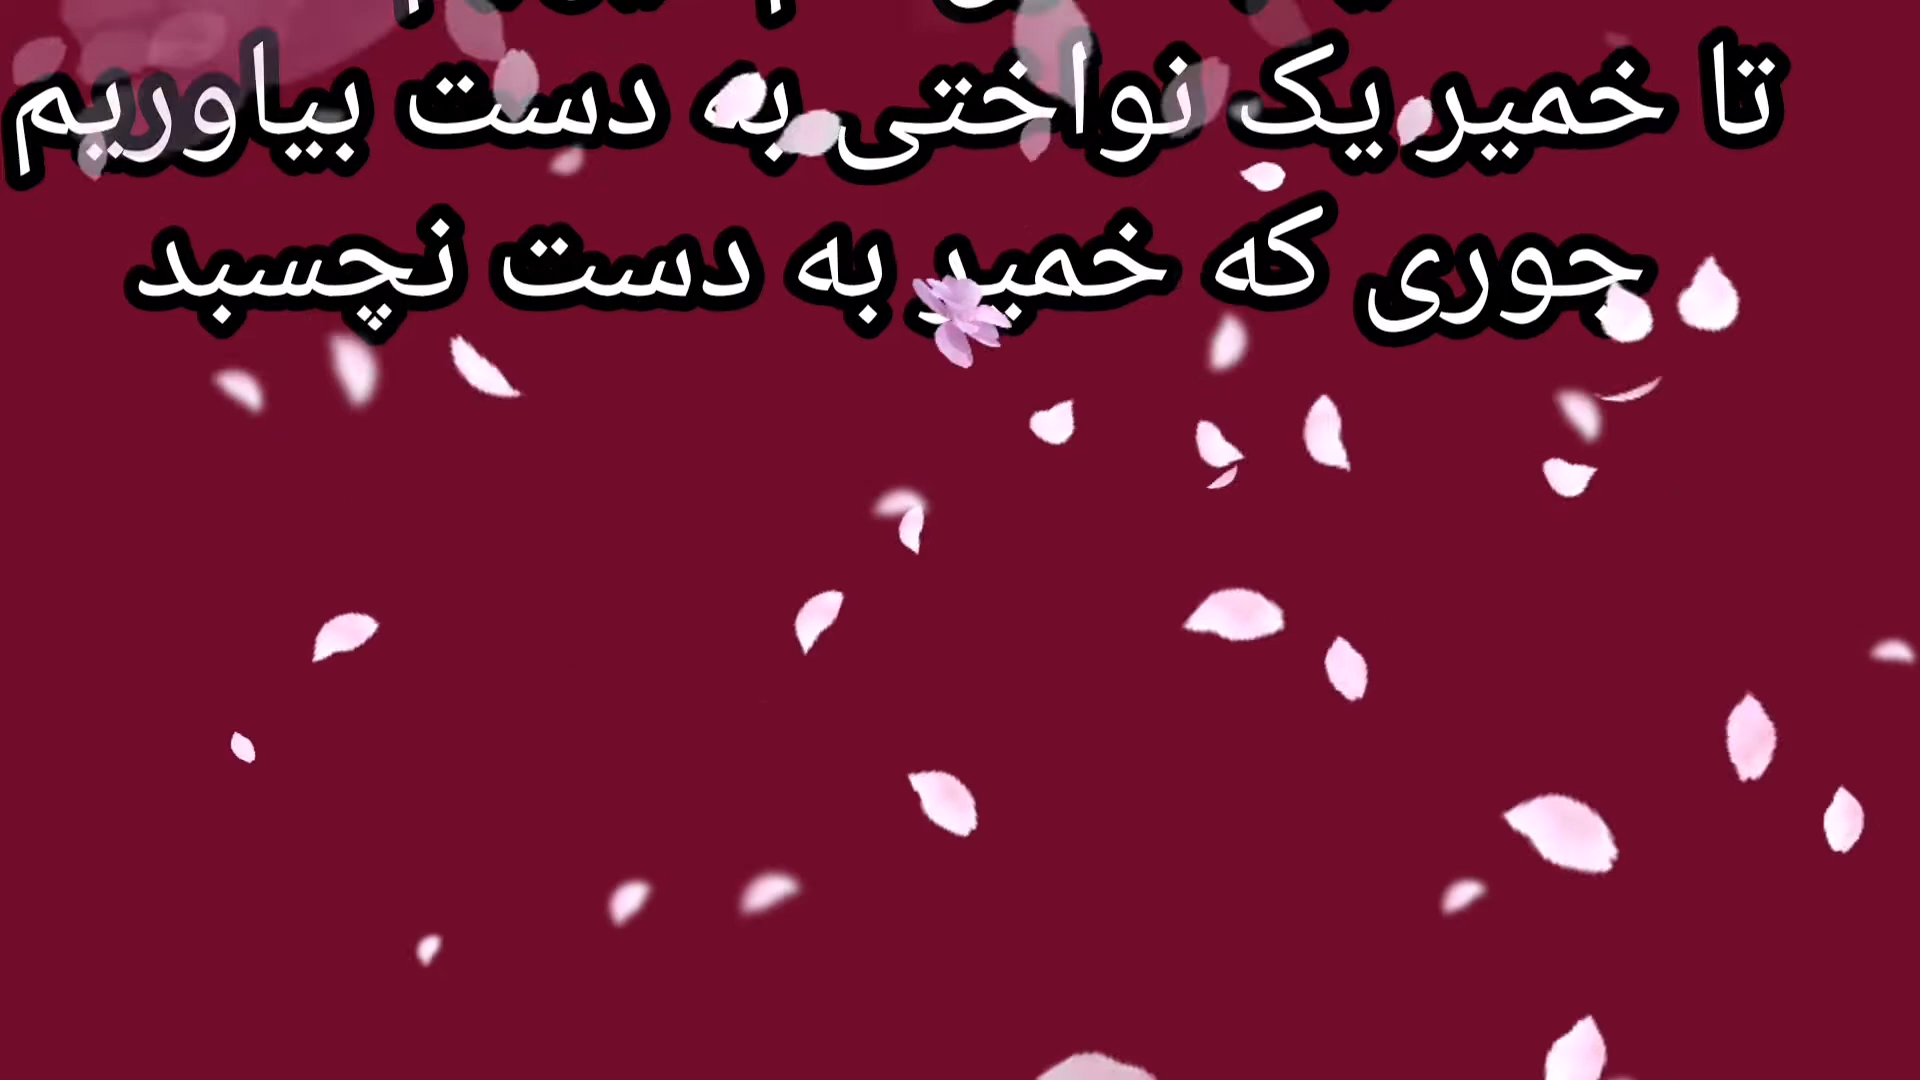 تا خمیر یک نواختی به دست بیاوریم
جوری که خمیر به دست نچسبد